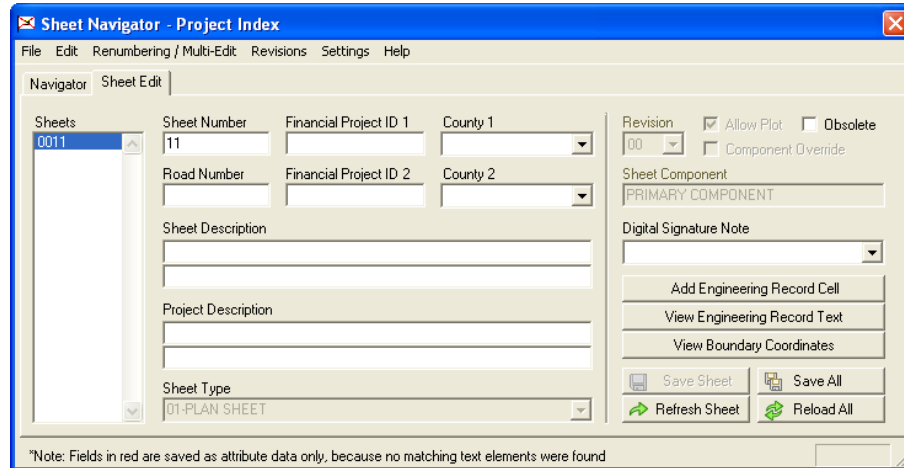 Sheet Navigator - Project Index
File Edit Renumbering / Multi-Edit Revisions Settings Help
Navigator Sheet Edit
Sheets
0011
Sheet Number Financial Project ID 1 County 1
11
Road Number Financial Project ID 2 County 2
Sheet Description
Project Description
Sheet Type
01-PLAN SHEET
Revision Allow Plot Obsolete
00 Component Override
Sheet Component
PRIMARY COMPONENT
Digital Signature Note
Add Engineering Record Cell
View Engineering Record Text
View Boundary Coordinates
Save Sheet Save All
Refresh Sheet Reload All
*Note: Fields in red are saved as attribute data only, because no matching text elements were found